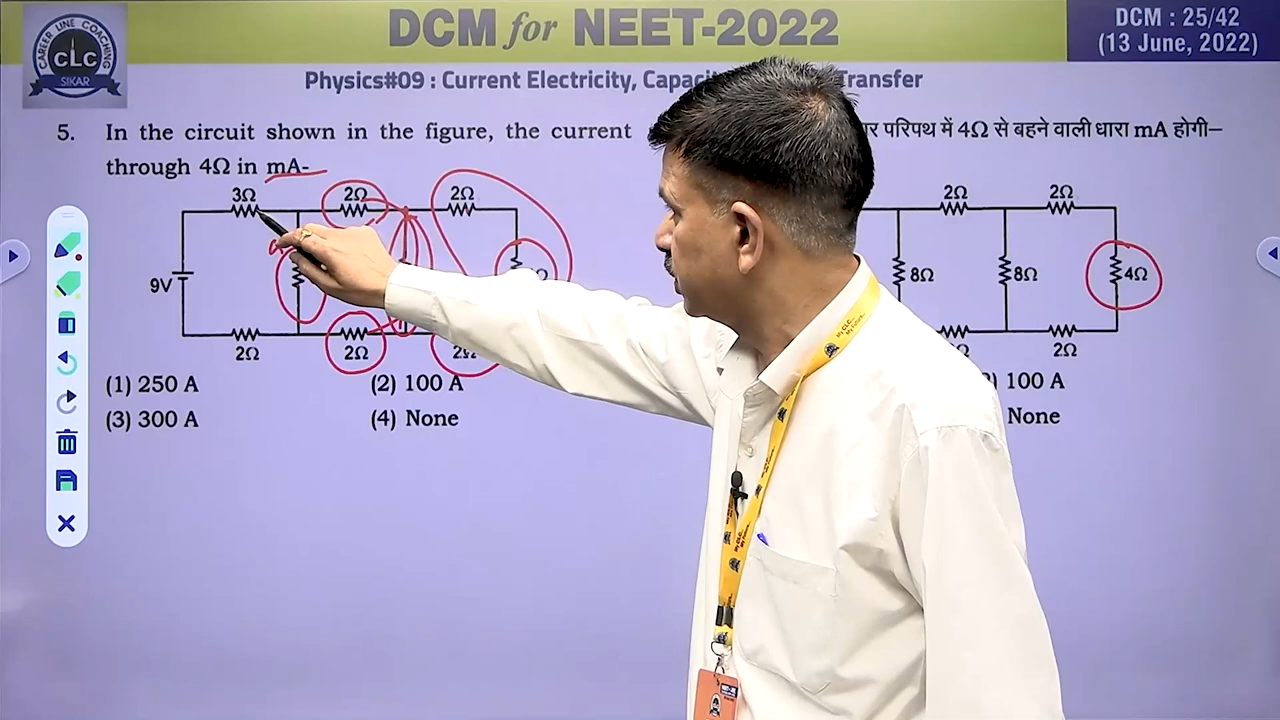 CAREER LINE COACHING
CLC
SIKAR
DCM for NEET-2022
DCM : 25/42
(13 June, 2022)
Physics#09 : Current Electricity, Transfer
5. In the circuit shown in the figure, the current
through 4Ω in mA-
परिपथ में 4Ω से बहने वाली धारा mA होगी–
3Ω 2Ω 2Ω
9V
2Ω 2Ω
2Ω 2Ω
8Ω 8Ω 4Ω
2Ω
(1) 250 A (2) 100 A
(3) 300 A (4) None
100 A
None